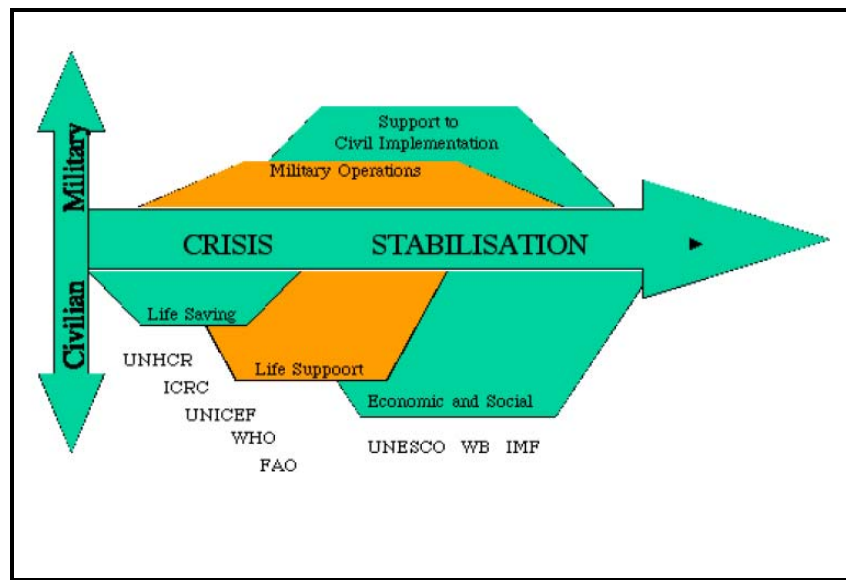 Military
Support to
Civil Implementation
Military Operations
CRISIS STABILISATION
Civilian
Life Saving
Life Suppoort
Economic and Social
UNHCR
ICRC
UNICEF
WHO
FAO
UNESCO WB IMF